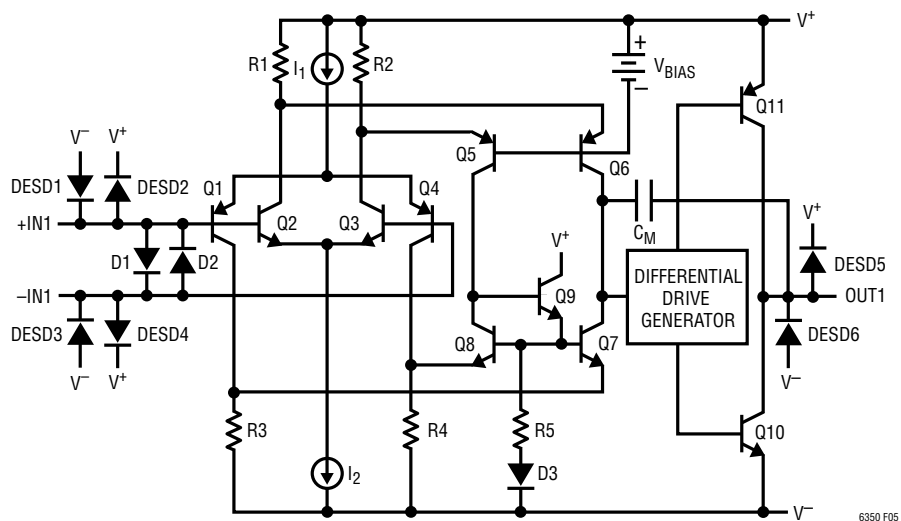 V+
R1
I1
R2
+
VBIAS
–
Q11
V–
V+
Q5
Q6
DESD1
DESD2
Q1
Q4
+IN1
Q2
Q3
CM
V+
D1
D2
V+
DIFFERENTIAL
DRIVE
GENERATOR
DESD5
–IN1
Q9
OUT1
DESD3
DESD4
Q8
Q7
DESD6
V–
V+
V–
R3
R4
R5
Q10
I2
D3
V–
6350 F05